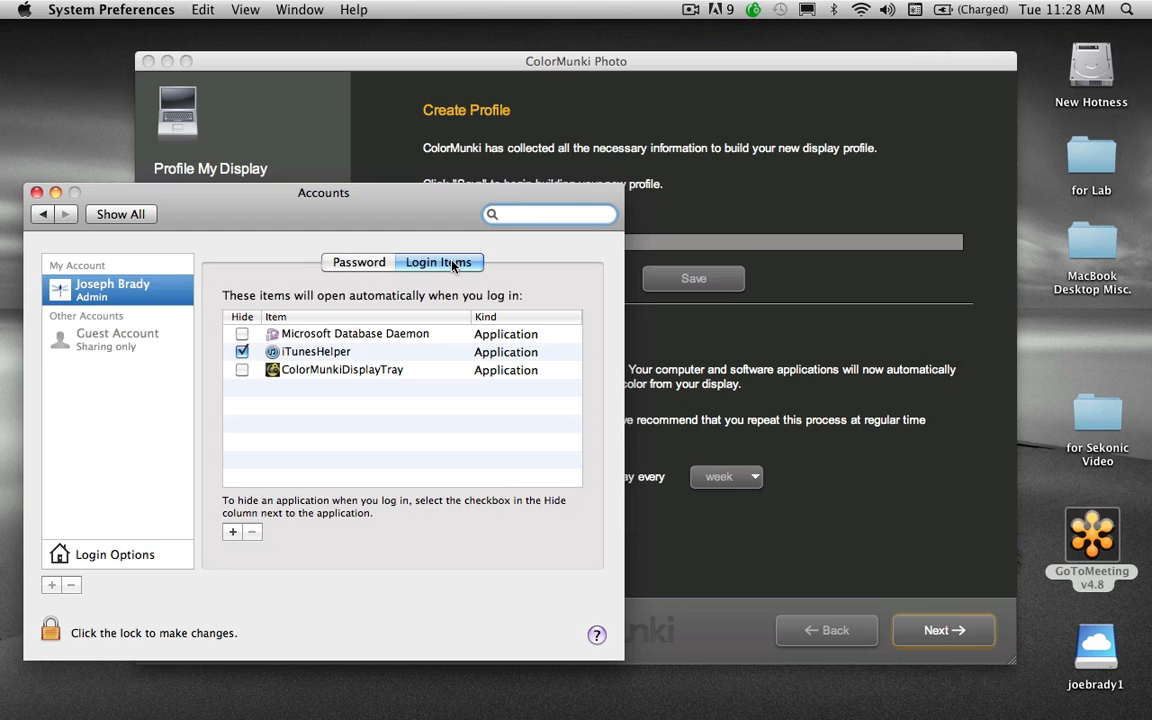 System Preferences Edit View Window Help
9 (Charged) Tue 11:28 AM
ColorMunki Photo
Profile My Display
Create Profile
ColorMunki has collected all the necessary information to build your new display profile.
profile.
Save
Your computer and software applications will now automatically
color from your display.
recommend that you repeat this process at regular time
every week
← Back Next →
Accounts
Show All
My Account
Joseph Brady
Admin
Other Accounts
Guest Account
Sharing only
Login Options
+ −
Click the lock to make changes.
?
Password Login Items
These items will open automatically when you log in:
Hide Item Kind
Microsoft Database Daemon Application
iTunesHelper Application
ColorMunkiDisplayTray Application
To hide an application when you log in, select the checkbox in the Hide
column next to the application.
+ −
New Hotness
for Lab
MacBook
Desktop Misc.
for Sekonic
Video
GoToMeeting
v4.8
joebrady1